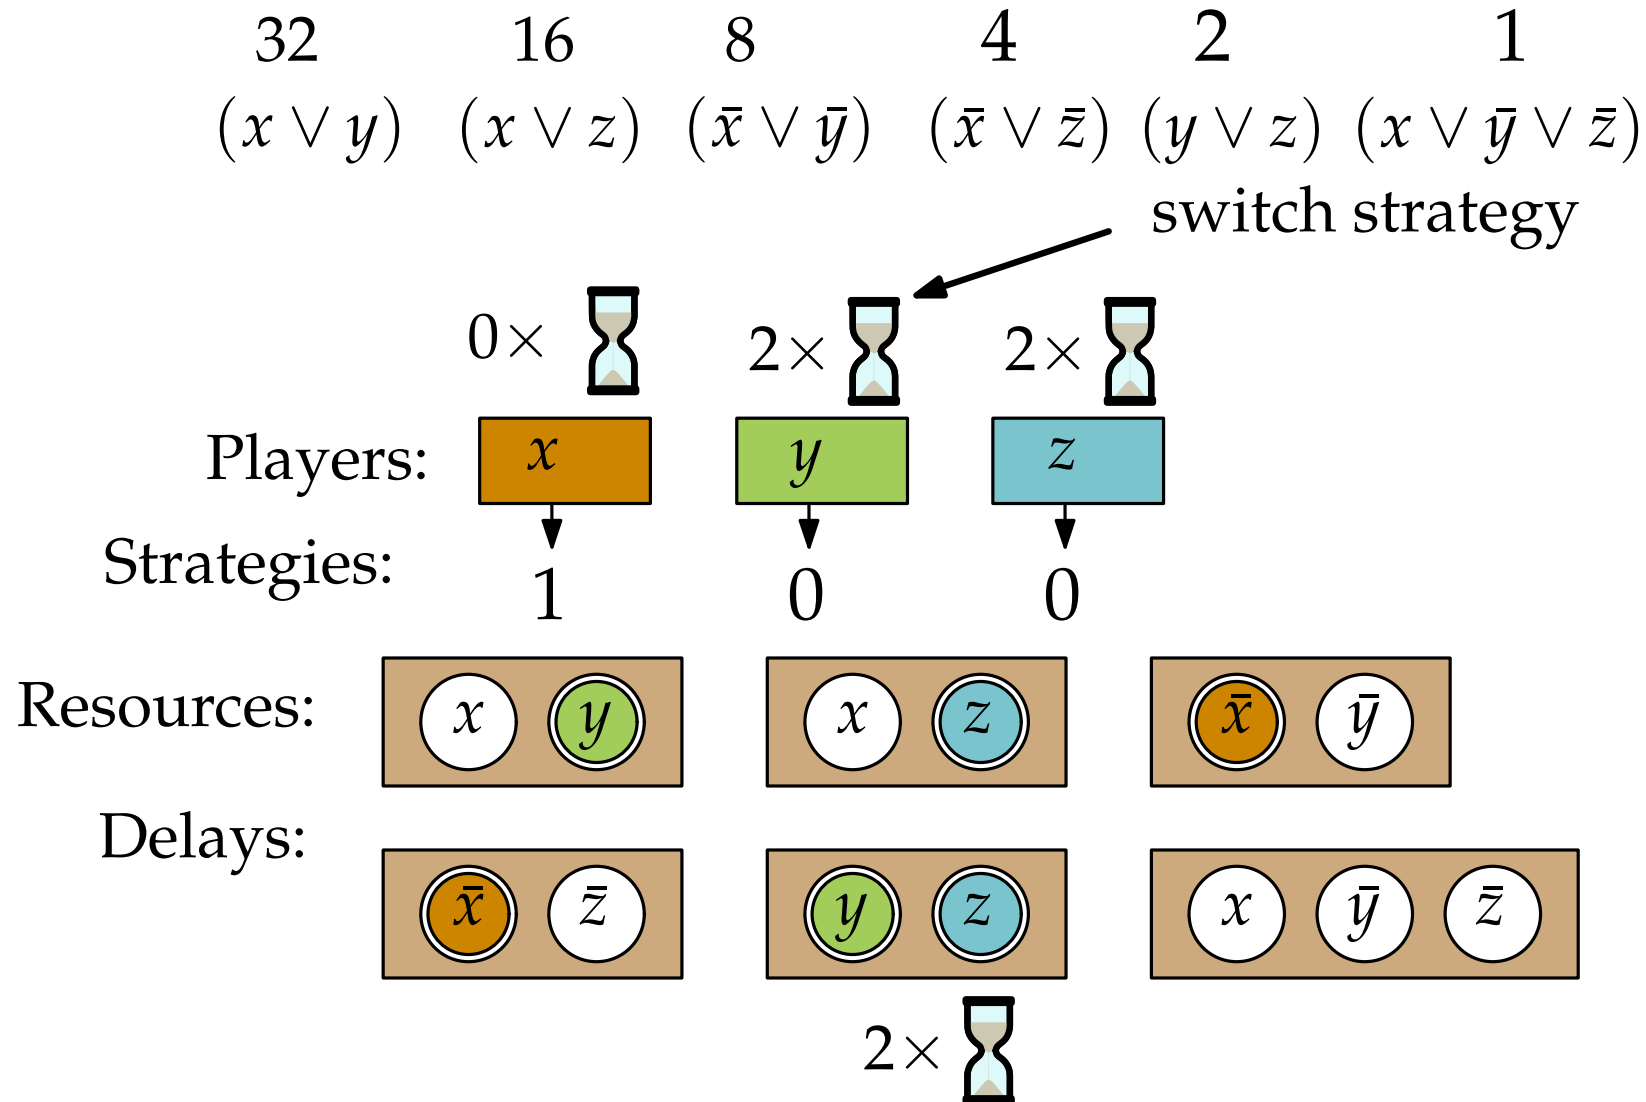 32 16 8 4 2 1
(x ∨ y) (x ∨ z) (x̄ ∨ ȳ) (x̄ ∨ z̄) (y ∨ z) (x ∨ ȳ ∨ z̄)
switch strategy
0× 2× 2×
Players: x y z
Strategies: 1 0 0
Resources: x y x z x̄ ȳ
Delays:
x̄ z̄ y z x ȳ z̄
2×